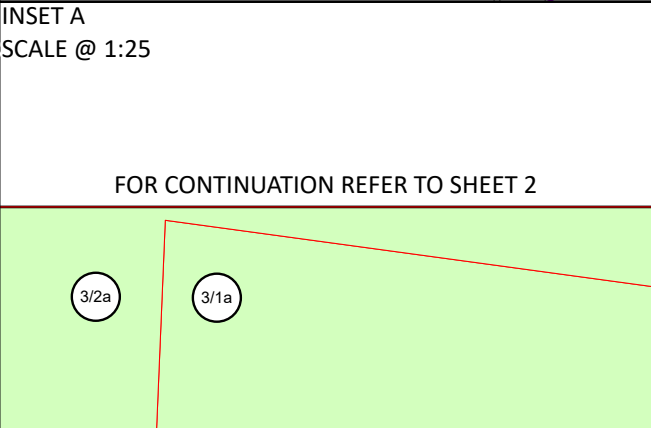 INSET A
SCALE @ 1:25
FOR CONTINUATION REFER TO SHEET 2
3/2a
3/1a